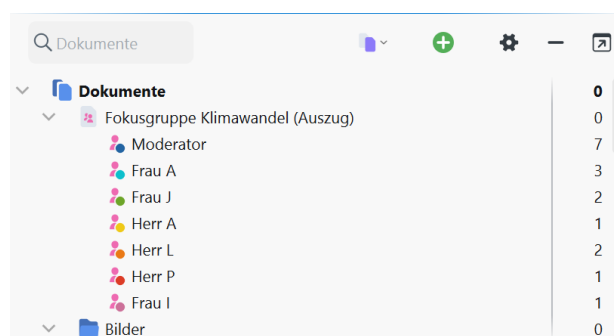 Dokumente
Dokumente 0
Fokusgruppe Klimawandel (Auszug) 0
Moderator 7
Frau A 3
Frau J 2
Herr A 1
Herr L 2
Herr P 1
Frau I 1
Bilder 0